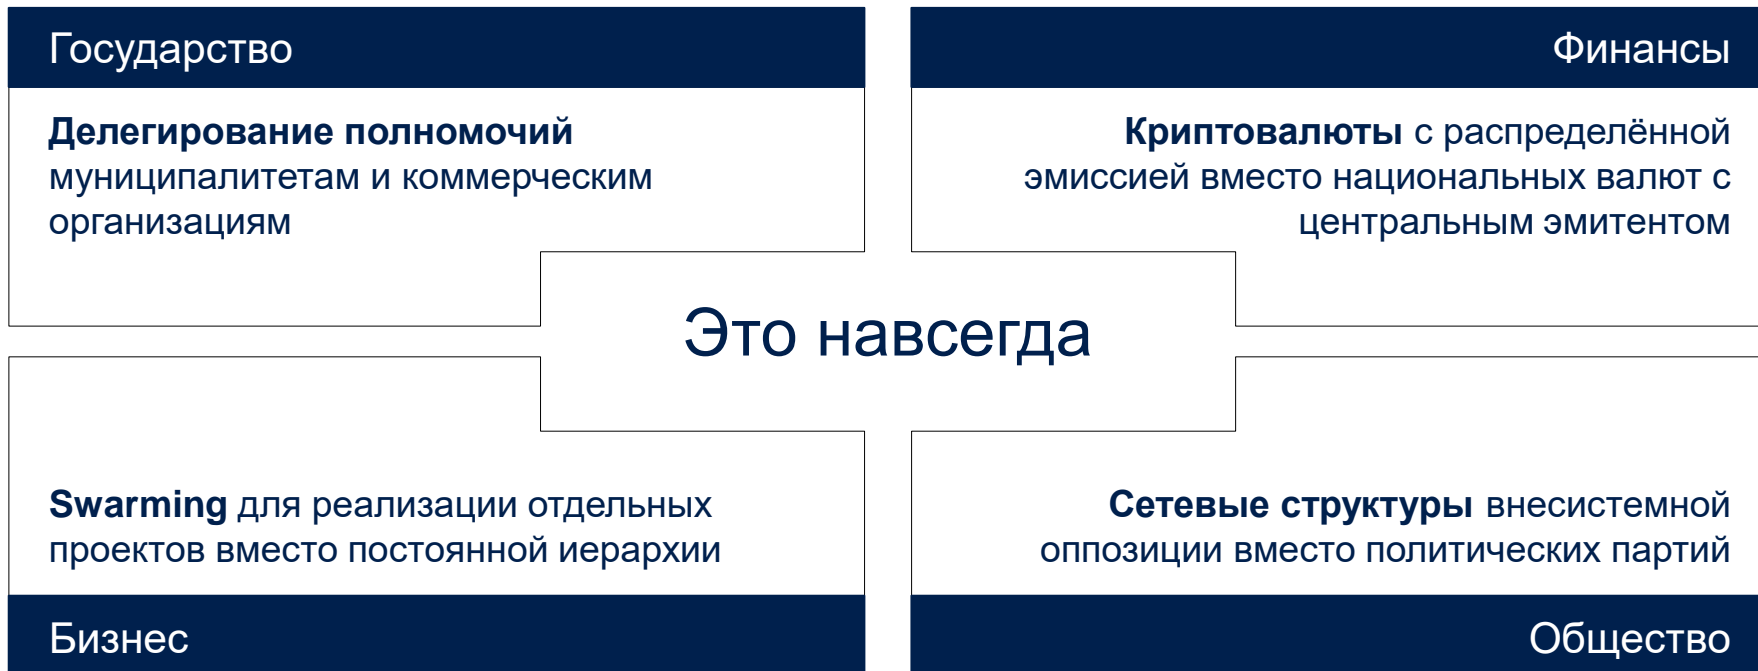 Государство
Делегирование полномочий
муниципалитетам и коммерческим
организациям
Финансы
Криптовалюты с распределённой
эмиссией вместо национальных валют с
центральным эмитентом
Это навсегда
Swarming для реализации отдельных
проектов вместо постоянной иерархии
Бизнес
Сетевые структуры внесистемной
оппозиции вместо политических партий
Общество